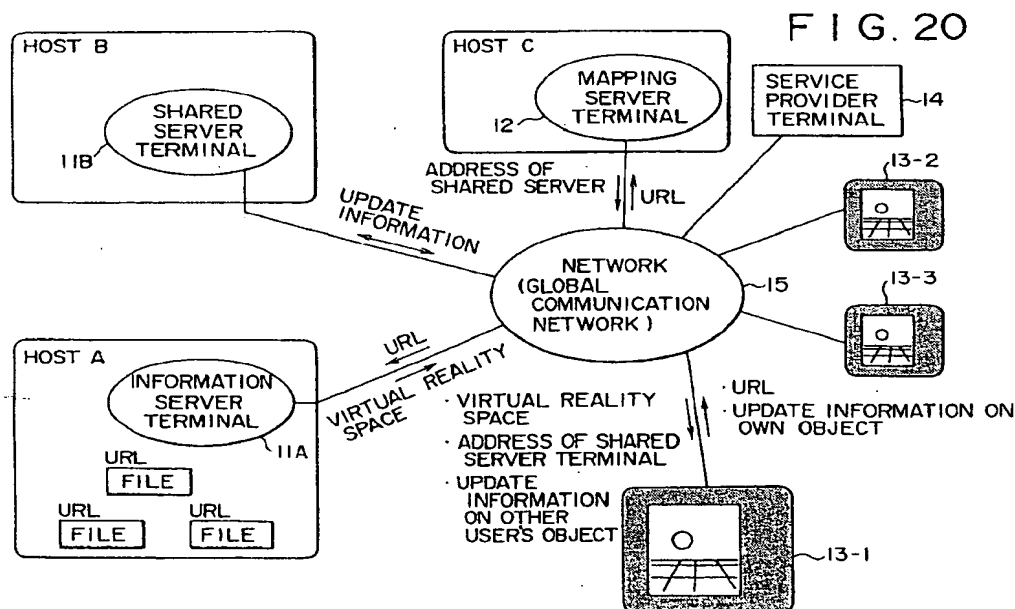 FIG. 20
HOST B
SHARED
SERVER
TERMINAL
11B
HOST C
MAPPING
SERVER
TERMINAL
12
SERVICE
PROVIDER
TERMINAL
14
ADDRESS OF
SHARED SERVER
URL
13-2
13-3
UPDATE
INFORMATION
NETWORK
(GLOBAL
COMMUNICATION
NETWORK)
15
HOST A
INFORMATION
SERVER
TERMINAL
11A
URL
FILE
URL
FILE
URL
FILE
URL
VIRTUAL REALITY
SPACE
· VIRTUAL REALITY
SPACE
· ADDRESS OF SHARED
SERVER TERMINAL
· UPDATE
INFORMATION
ON OTHER
USER'S OBJECT
· URL
· UPDATE INFORMATION ON
OWN OBJECT
13-1